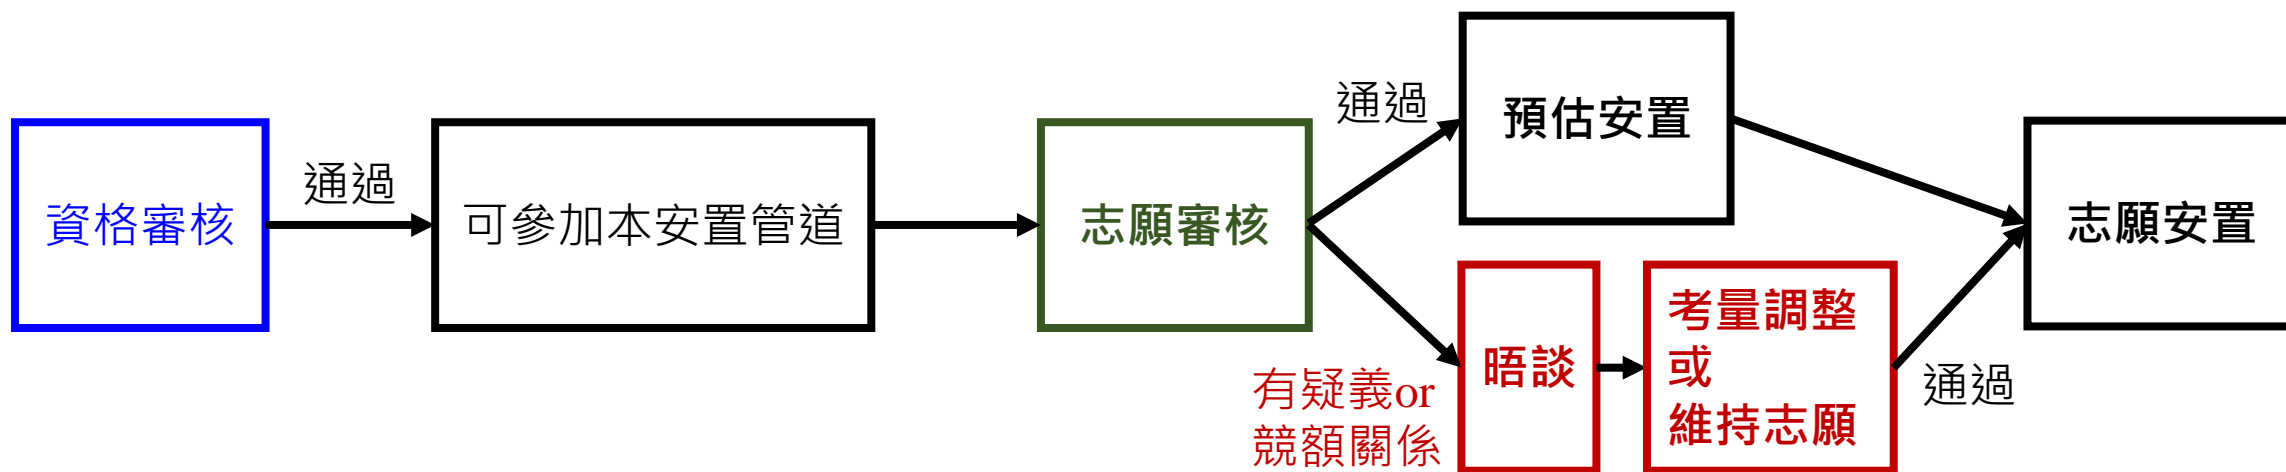 資格審核
通過
可參加本安置管道
志願審核
通過
預估安置
有疑義or
競額關係
晤談
考量調整
或
維持志願
通過
志願安置